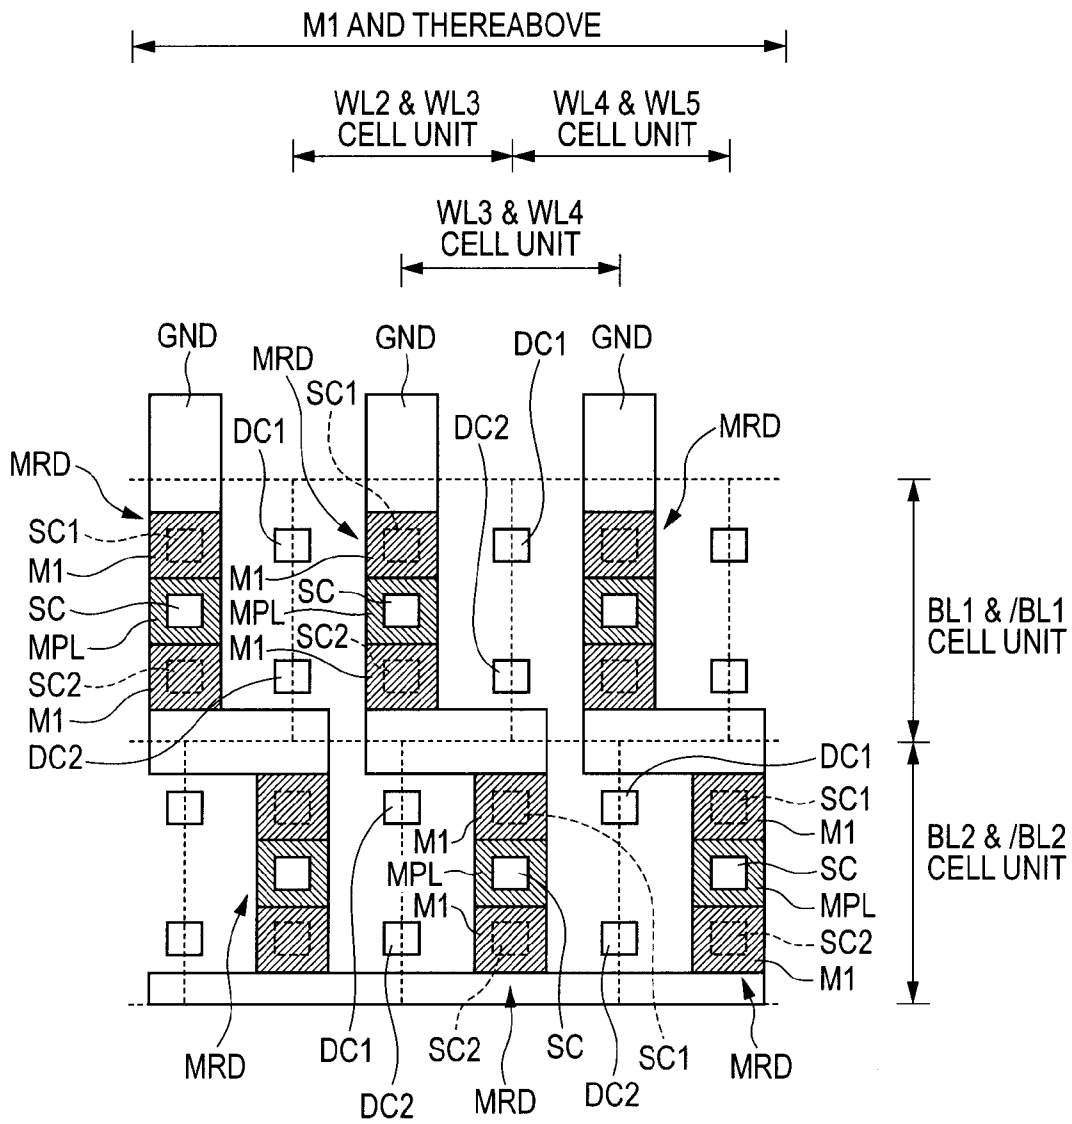 M1 AND THEREABOVE
WL2 & WL3
CELL UNIT
WL4 & WL5
CELL UNIT
WL3 & WL4
CELL UNIT
GND
MRD
GND
DC1
GND
SC1
DC1
DC2
MRD
MRD
SC1
M1
SC
MPL
SC2
M1
DC2
M1
SC
MPL
SC2
M1
BL1 & /BL1
CELL UNIT
DC1
SC1
M1
SC
MPL
SC2
M1
BL2 & /BL2
CELL UNIT
M1
MPL
M1
MRD
DC1
DC2
SC2
MRD
SC
SC1
DC2
MRD